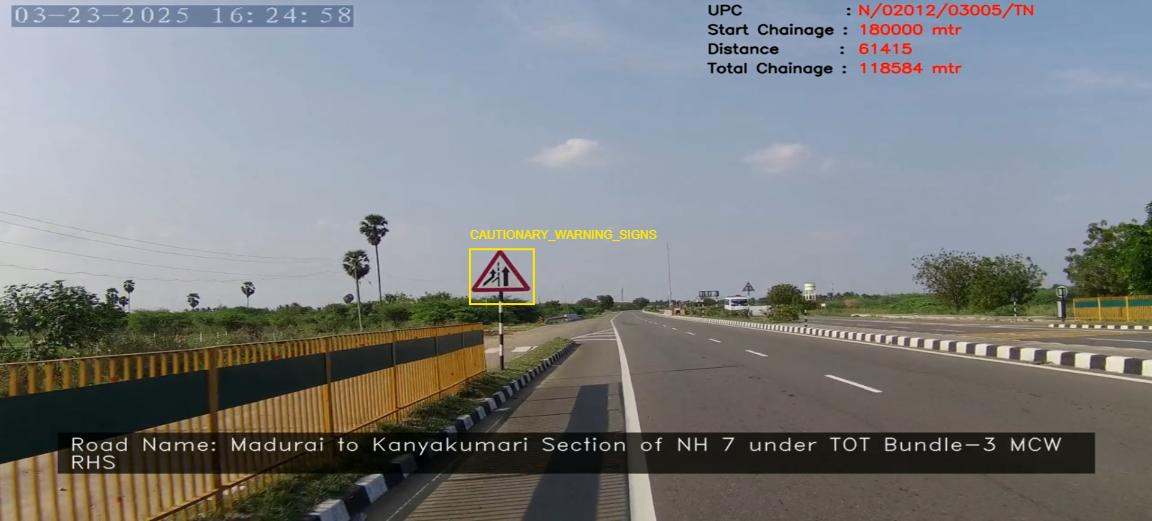 03-23-2025 16:24:58
UPC : N/02012/03005/TN
Start Chainage : 180000 mtr
Distance : 61415
Total Chainage : 118584 mtr
CAUTIONARY_WARNING_SIGNS
Road Name: Madurai to Kanyakumari Section of NH 7 under TOT Bundle-3 MCW
RHS